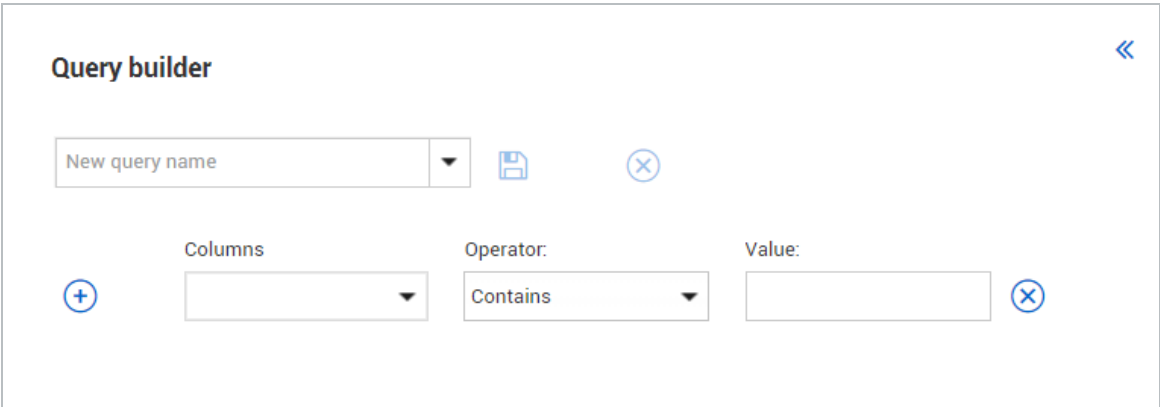 Query builder
New query name
Columns Operator: Value:
Contains